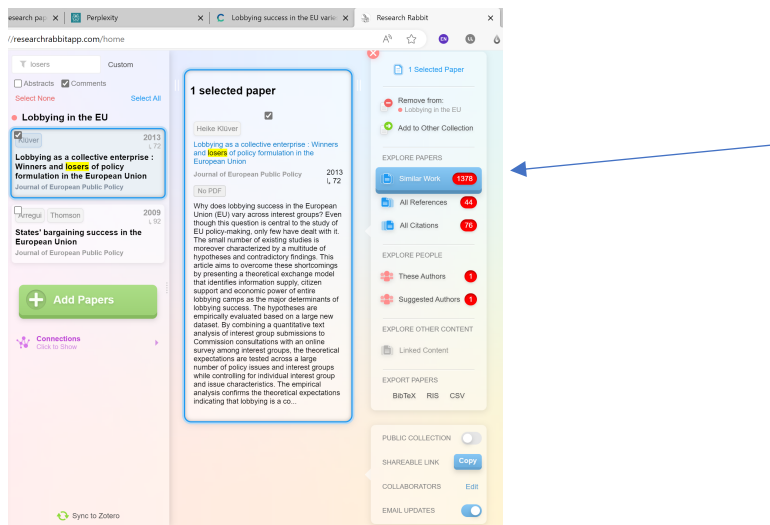 esearch pap
Perplexity
Lobbying success in the EU varie
Research Rabbit
//researchrabbitapp.com/home
EN
UL
losers
Custom
Abstracts
Comments
Select None
Select All
Lobbying in the EU
Klüver
2013
72
Lobbying as a collective enterprise :
Winners and losers of policy
formulation in the European Union
Journal of European Public Policy
Arregui
Thomson
2009
92
States' bargaining success in the
European Union
Journal of European Public Policy
Add Papers
Connections
Click to Show
Sync to Zotero
1 selected paper
Heike Klüver
Lobbying as a collective enterprise : Winners
and losers of policy formulation in the
European Union
Journal of European Public Policy
2013
72
No PDF
Why does lobbying success in the European
Union (EU) vary across interest groups? Even
though this question is central to the study of
EU policy-making, only few have dealt with it.
The small number of existing studies is
moreover characterized by a multitude of
hypotheses and contradictory findings. This
article aims to overcome these shortcomings
by presenting a theoretical exchange model
that identifies information supply, citizen
support and economic power of entire
lobbying camps as the major determinants of
lobbying success. The hypotheses are
empirically evaluated based on a large new
dataset. By combining a quantitative text
analysis of interest group submissions to
Commission consultations with an online
survey among interest groups, the theoretical
expectations are tested across a large
number of policy issues and interest groups
while controlling for individual interest group
and issue characteristics. The empirical
analysis confirms the theoretical expectations
indicating that lobbying is a co...
1 Selected Paper
Remove from:
Lobbying in the EU
Add to Other Collection
EXPLORE PAPERS
Similar Work 1378
All References 44
All Citations 76
EXPLORE PEOPLE
These Authors 1
Suggested Authors 1
EXPLORE OTHER CONTENT
Linked Content
EXPORT PAPERS
BibTeX RIS CSV
PUBLIC COLLECTION
SHAREABLE LINK Copy
COLLABORATORS Edit
EMAIL UPDATES